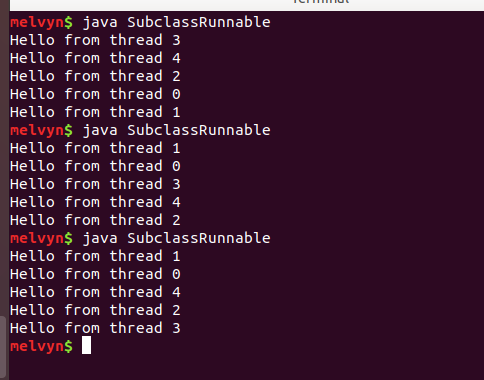 Terminal
melvyn$ java SubclassRunnable
Hello from thread 3
Hello from thread 4
Hello from thread 2
Hello from thread 0
Hello from thread 1
melvyn$ java SubclassRunnable
Hello from thread 1
Hello from thread 0
Hello from thread 3
Hello from thread 4
Hello from thread 2
melvyn$ java SubclassRunnable
Hello from thread 1
Hello from thread 0
Hello from thread 4
Hello from thread 2
Hello from thread 3
melvyn$